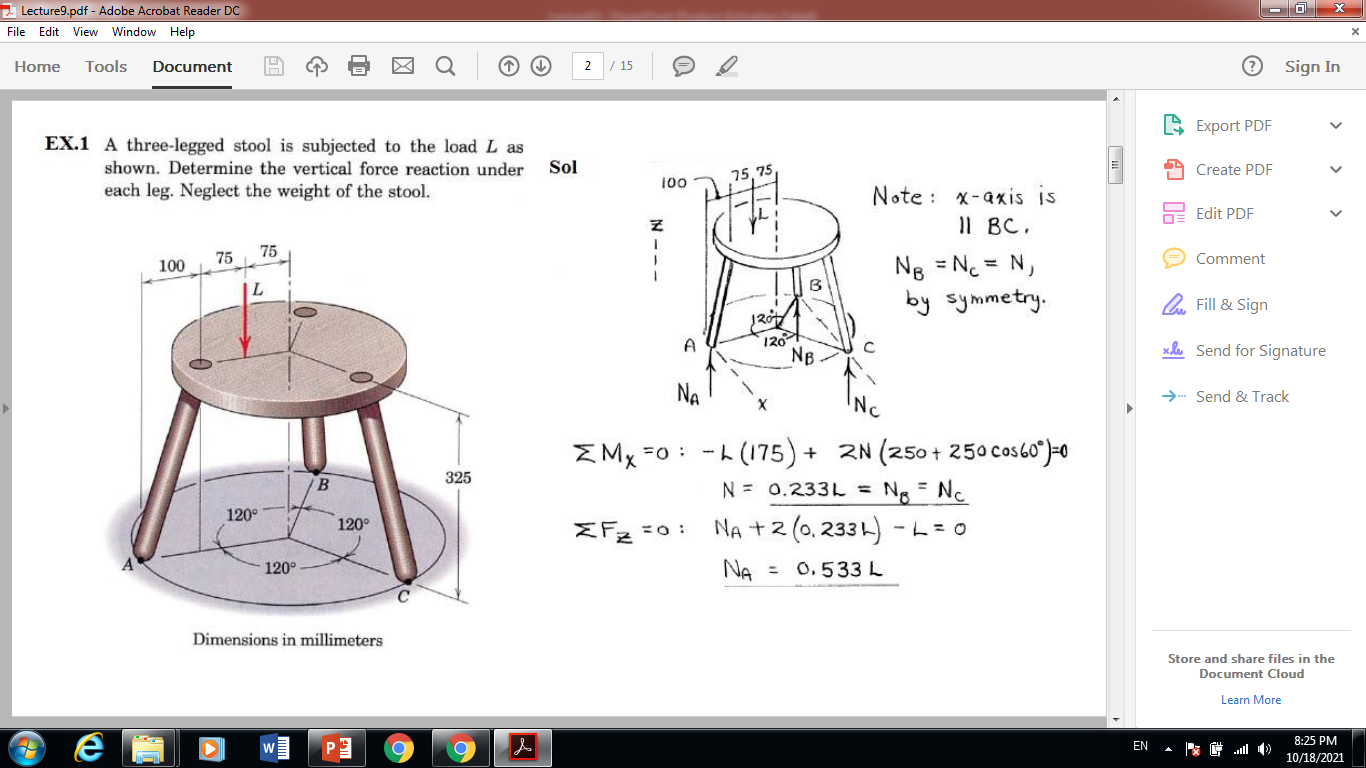 Lecture9.pdf - Adobe Acrobat Reader DC
File Edit View Window Help
Home Tools Document 2 / 15 Sign In
EX.1 A three-legged stool is subjected to the load L as
shown. Determine the vertical force reaction under
each leg. Neglect the weight of the stool.
100 75 75
L
325
B
120° 120°
A
120°
C
Dimensions in millimeters
Sol
75 75
100
L
Z
B
120°
120°
A
N_B
C
N_A
x
N_C
Note: x-axis is
|| BC.
N_B = N_C = N,
by symmetry.
ΣM_x = 0 : -L(175) + 2N(250 + 250 cos60°)=0
N = 0.233L = N_B = N_C
ΣF_z = 0 : N_A + 2(0.233L) - L = 0
N_A = 0.533L
Export PDF
Create PDF
Edit PDF
Comment
Fill & Sign
Send for Signature
Send & Track
Store and share files in the
Document Cloud
Learn More
EN
8:25 PM
10/18/2021